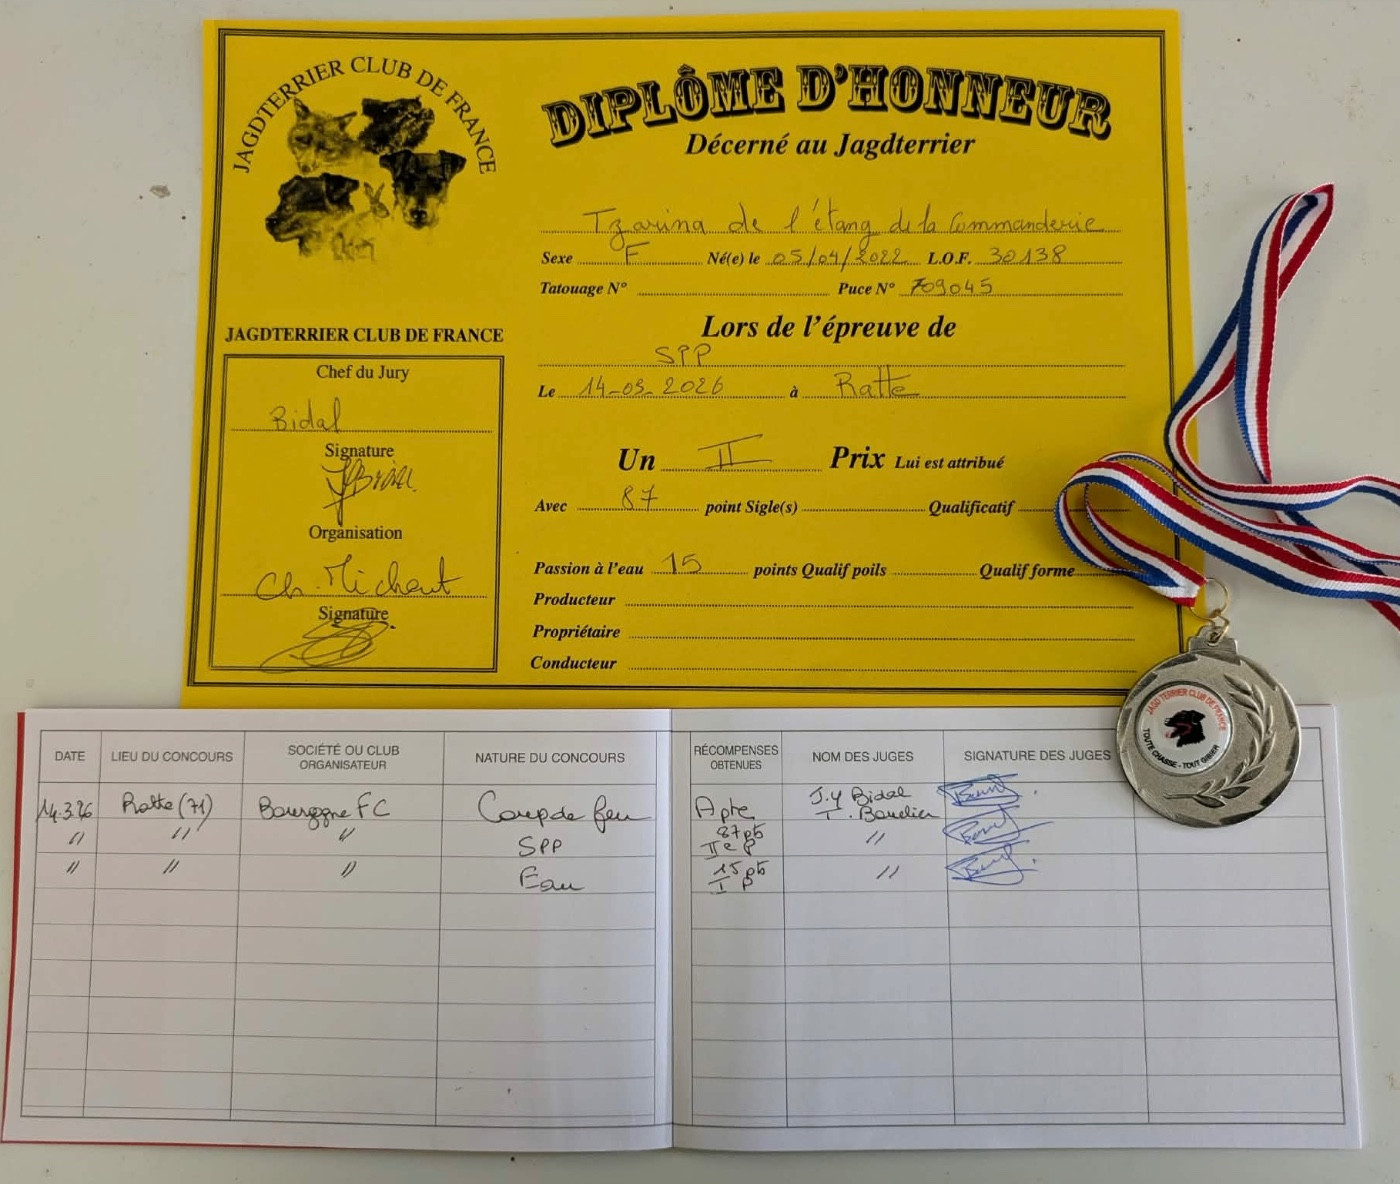 JAGDTERRIER CLUB DE FRANCE
DIPLÔME D'HONNEUR
Décerné au Jagdterrier
Tzarina de l'étang de la Commanderie
Sexe F Né(e) le 05/04/2022 L.O.F. 30138
Tatouage N° Puce N° 709045
Lors de l'épreuve de
SPP
Le 14-03-2026 à Ratte
Un II Prix Lui est attribué
Avec 87 point Sigle(s) Qualificatif
Passion à l'eau 15 points Qualif poils Qualif forme
Producteur
Propriétaire
Conducteur
JAGDTERRIER CLUB DE FRANCE
Chef du Jury
Bidal
Signature
JYBidal
Organisation
Ch. Michaut
Signature
JAGD TERRIER CLUB DE FRANCE
TOUTE CHASSE - TOUT GIBIER
DATE LIEU DU CONCOURS SOCIÉTÉ OU CLUB ORGANISATEUR NATURE DU CONCOURS RÉCOMPENSES OBTENUES NOM DES JUGES SIGNATURE DES JUGES
14.3.26 Ratte (71) Bourgogne FC Coup de feu Apte J.Y Bidal
T. Baudier
" " " SPP 87 pts
IIe P "
" " " Eau 15 pts
I P "